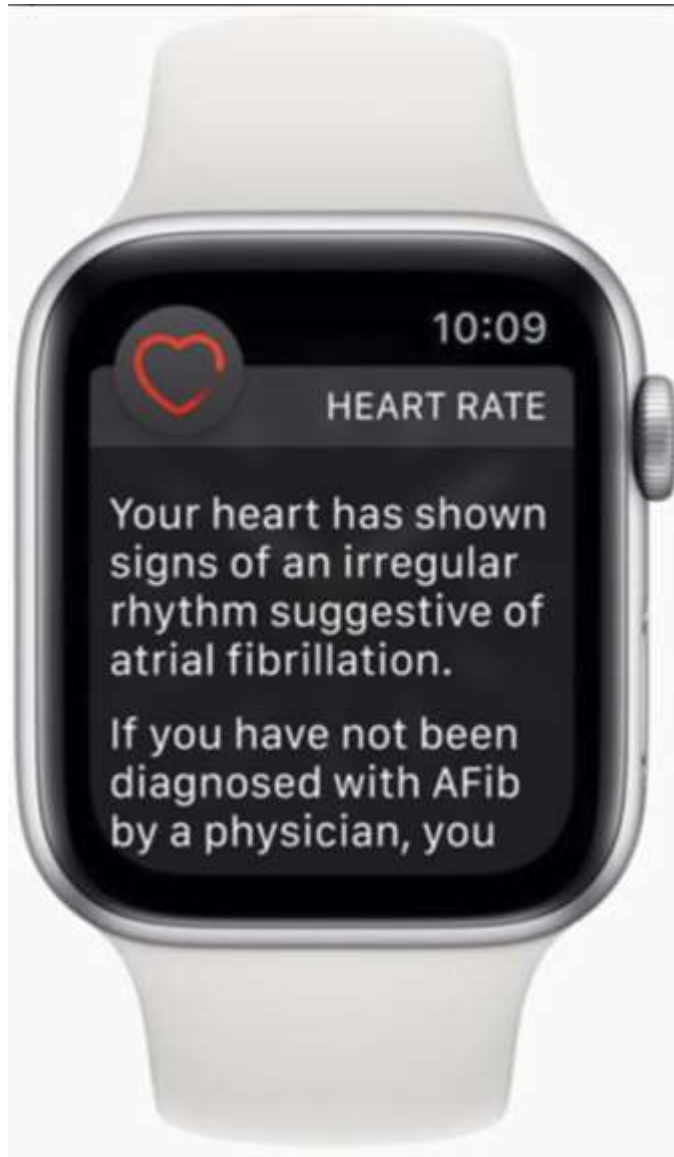 10:09
HEART RATE
Your heart has shown
signs of an irregular
rhythm suggestive of
atrial fibrillation.
If you have not been
diagnosed with AFib
by a physician, you